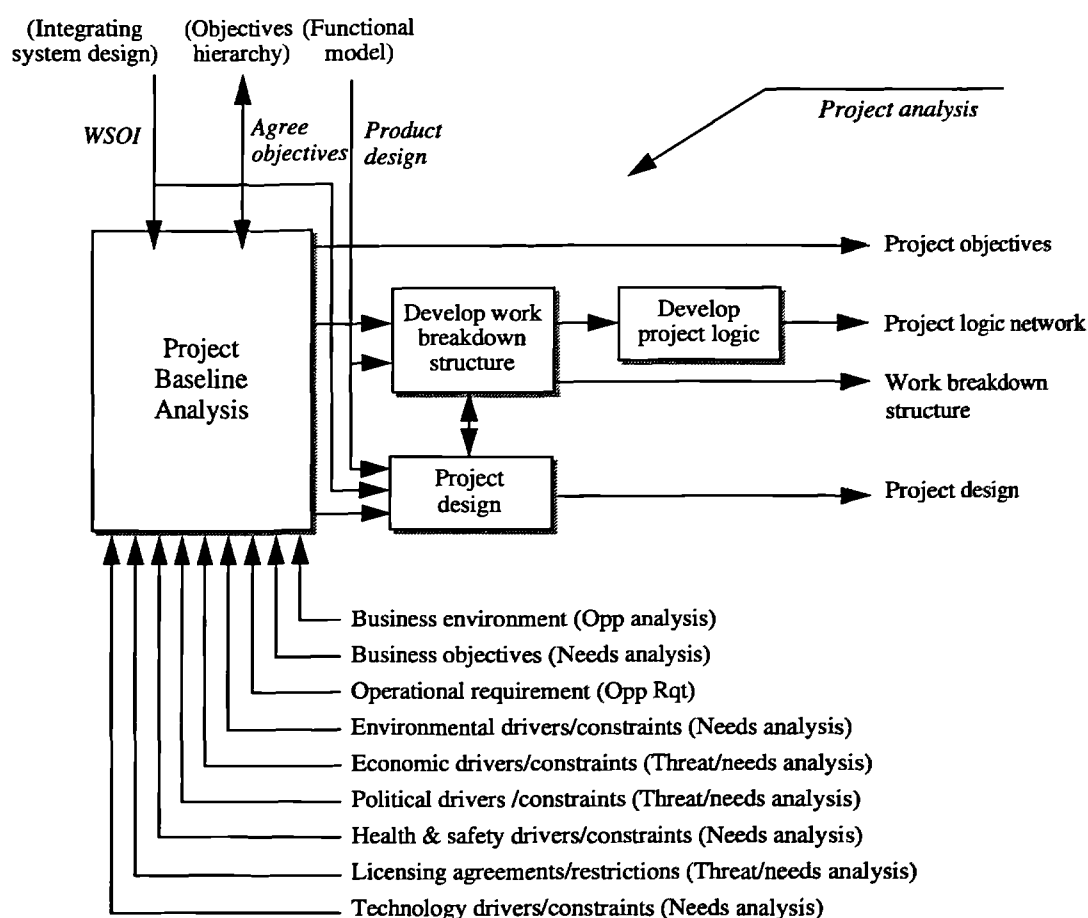 (Integrating
system design)
(Objectives
hierarchy)
(Functional
model)
Project analysis
WSOI
Agree
objectives
Product
design
Project
Baseline
Analysis
Develop work
breakdown
structure
Develop
project logic
Project
design
Project objectives
Project logic network
Work breakdown
structure
Project design
Business environment (Opp analysis)
Business objectives (Needs analysis)
Operational requirement (Opp Rqt)
Environmental drivers/constraints (Needs analysis)
Economic drivers/constraints (Threat/needs analysis)
Political drivers /constraints (Threat/needs analysis)
Health & safety drivers/constraints (Needs analysis)
Licensing agreements/restrictions (Threat/needs analysis)
Technology drivers/constraints (Needs analysis)